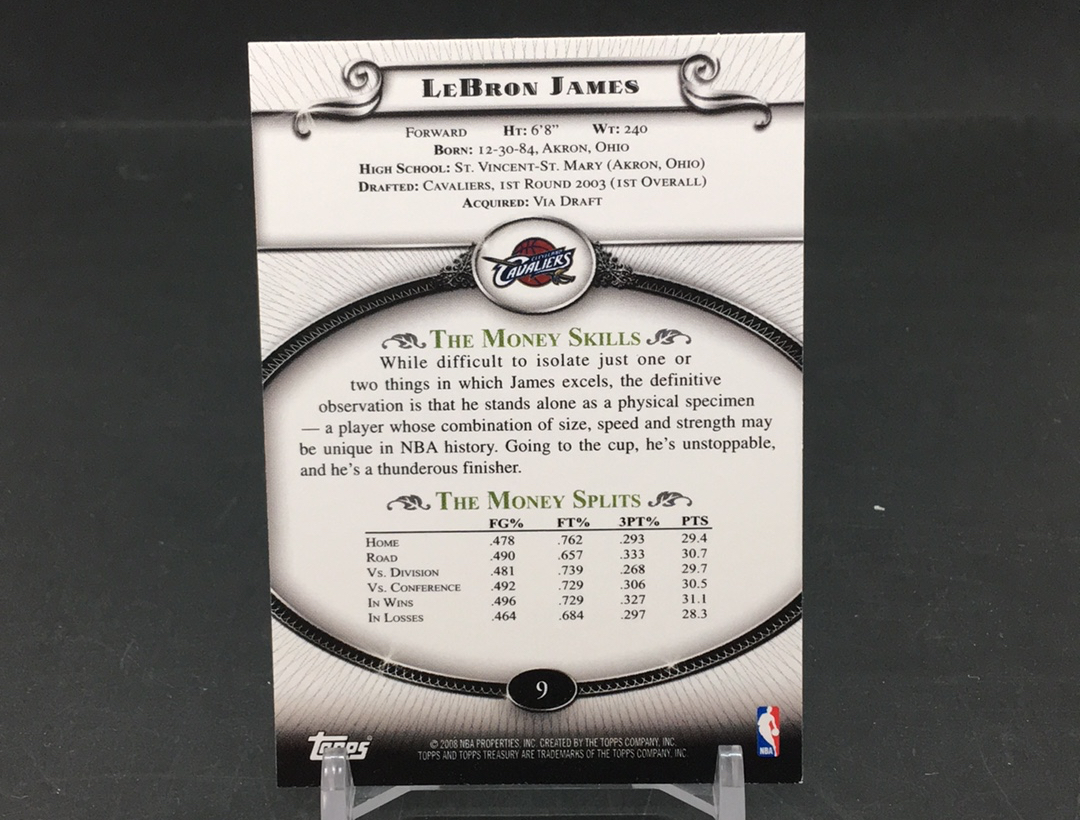 LeBron James
Forward Ht: 6'8" Wt: 240
Born: 12-30-84, Akron, Ohio
High School: St. Vincent-St. Mary (Akron, Ohio)
Drafted: Cavaliers, 1st Round 2003 (1st Overall)
Acquired: Via Draft
CLEVELAND
CAVALIERS
The Money Skills
While difficult to isolate just one or
two things in which James excels, the definitive
observation is that he stands alone as a physical specimen
— a player whose combination of size, speed and strength may
be unique in NBA history. Going to the cup, he's unstoppable,
and he's a thunderous finisher.
The Money Splits
FG% FT% 3PT% PTS
Home .478 .762 .293 29.4
Road .490 .657 .333 30.7
Vs. Division .481 .739 .268 29.7
Vs. Conference .492 .729 .306 30.5
In Wins .496 .729 .327 31.1
In Losses .464 .684 .297 28.3
9
Topps®
© 2008 NBA PROPERTIES, INC. CREATED BY THE TOPPS COMPANY, INC.
TOPPS AND TOPPS TREASURY ARE TRADEMARKS OF THE TOPPS COMPANY, INC.
NBA